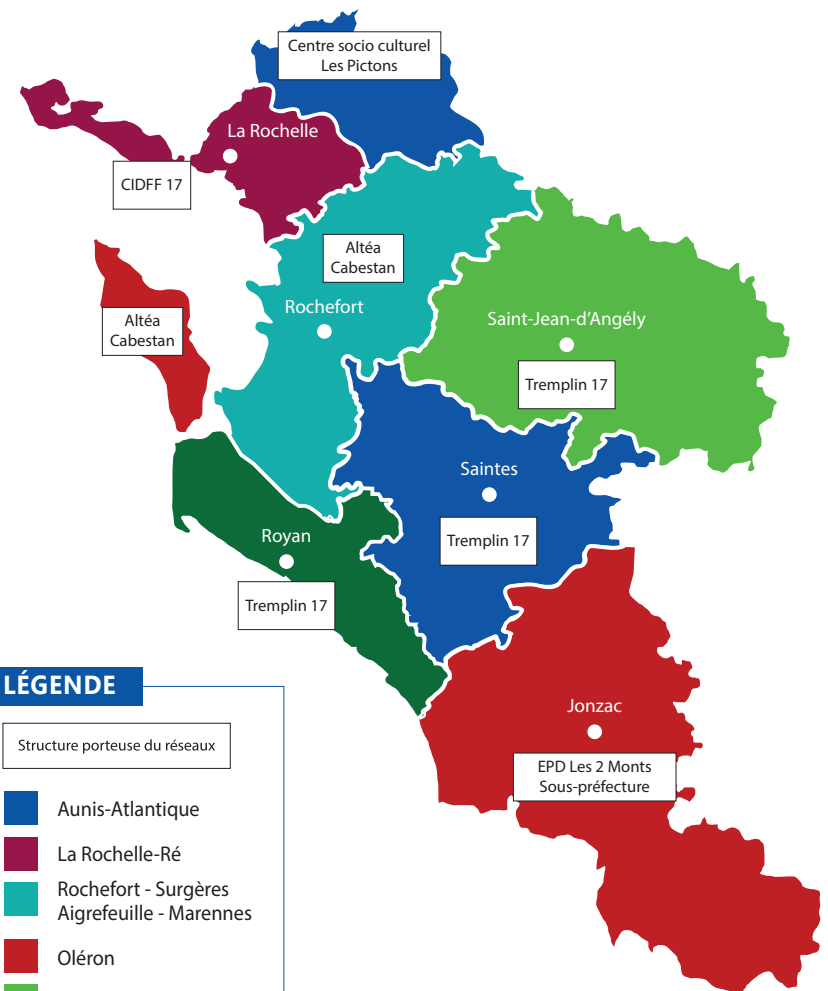 Centre socio culturel
Les Pictons
La Rochelle
CIDFF 17
Altéa
Cabestan
Rochefort
Altéa
Cabestan
Saint-Jean-d'Angély
Tremplin 17
Saintes
Tremplin 17
Royan
Tremplin 17
Jonzac
EPD Les 2 Monts
Sous-préfecture
LÉGENDE
Structure porteuse du réseaux
Aunis-Atlantique
La Rochelle-Ré
Rochefort - Surgères
Aigrefeuille - Marennes
Oléron